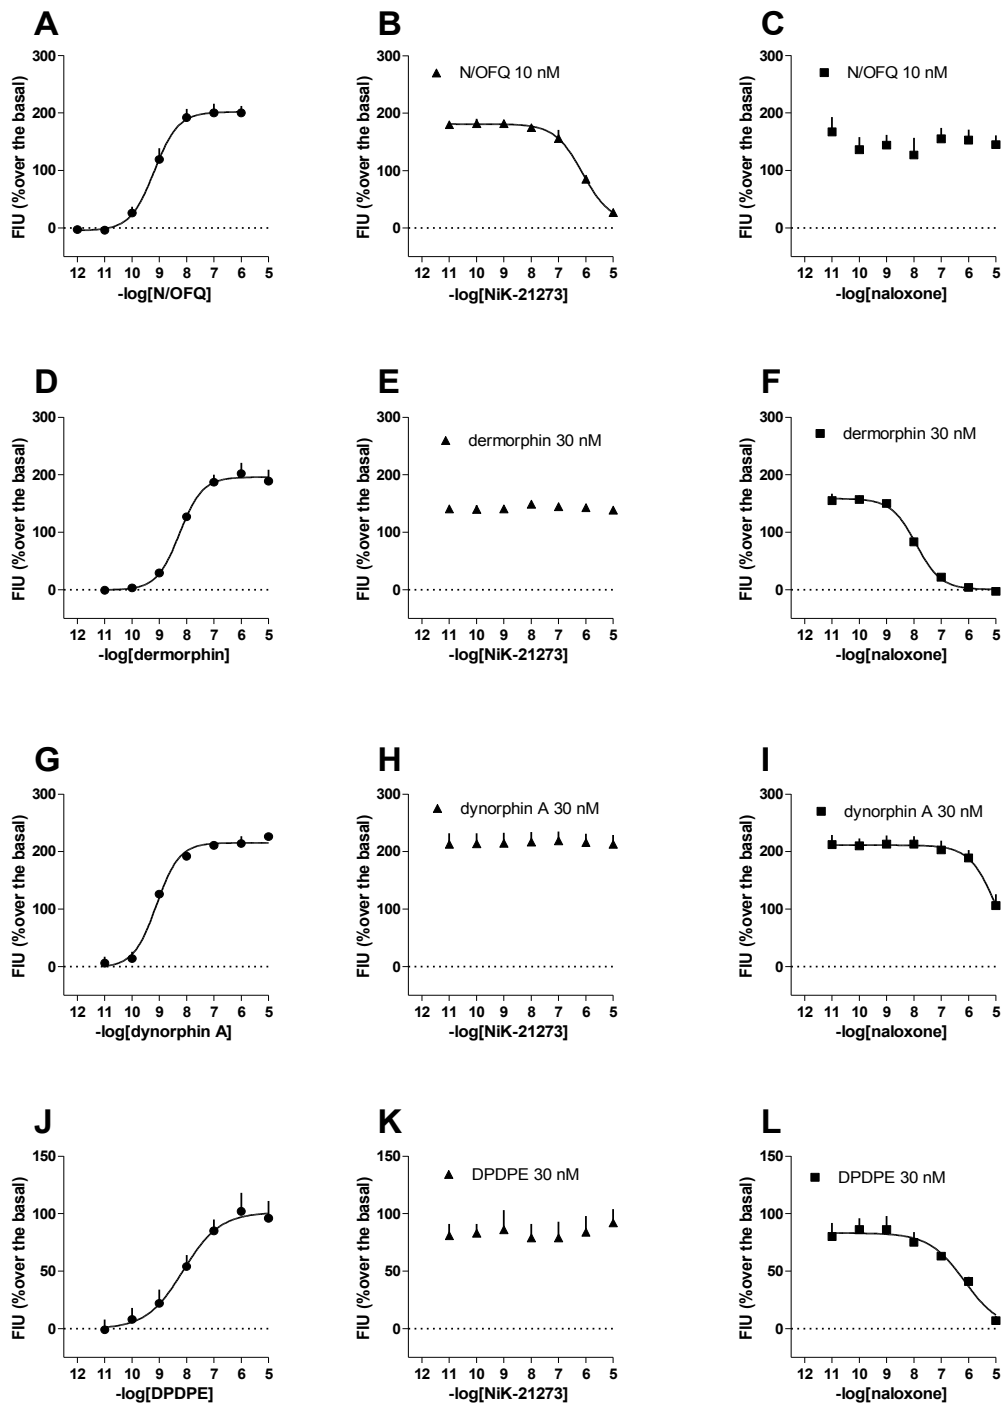 A
B
C
FIU (%over the basal)
300
200
100
0
12 11 10 9 8 7 6 5
-log[N/OFQ]
FIU (%over the basal)
300
200
100
0
N/OFQ 10 nM
12 11 10 9 8 7 6 5
-log[NiK-21273]
FIU (%over the basal)
300
200
100
0
N/OFQ 10 nM
12 11 10 9 8 7 6 5
-log[naloxone]
D
E
F
FIU (%over the basal)
300
200
100
0
12 11 10 9 8 7 6 5
-log[dermorphin]
FIU (%over the basal)
300
200
100
0
dermorphin 30 nM
12 11 10 9 8 7 6 5
-log[NiK-21273]
FIU (%over the basal)
300
200
100
0
dermorphin 30 nM
12 11 10 9 8 7 6 5
-log[naloxone]
G
H
I
FIU (%over the basal)
300
200
100
0
12 11 10 9 8 7 6 5
-log[dynorphin A]
FIU (%over the basal)
300
200
100
0
dynorphin A 30 nM
12 11 10 9 8 7 6 5
-log[NiK-21273]
FIU (%over the basal)
300
200
100
0
dynorphin A 30 nM
12 11 10 9 8 7 6 5
-log[naloxone]
J
K
L
FIU (%over the basal)
150
100
50
0
12 11 10 9 8 7 6 5
-log[DPDPE]
FIU (%over the basal)
150
100
50
0
DPDPE 30 nM
12 11 10 9 8 7 6 5
-log[NiK-21273]
FIU (%over the basal)
150
100
50
0
DPDPE 30 nM
12 11 10 9 8 7 6 5
-log[naloxone]